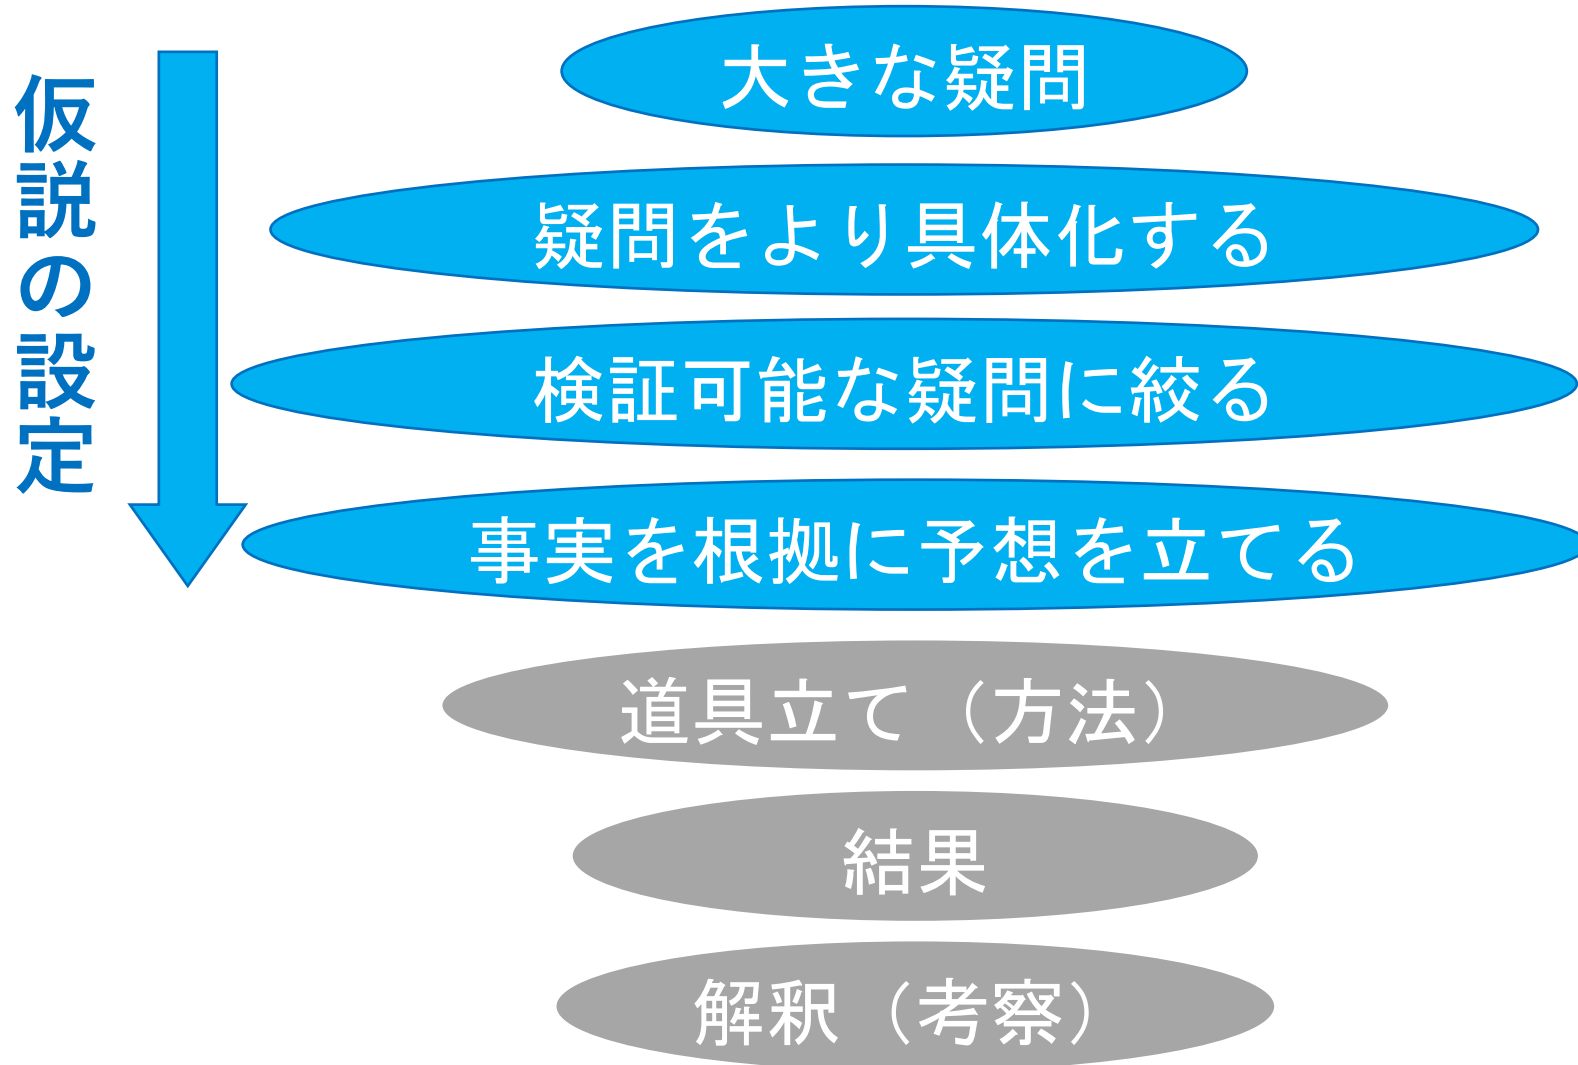 仮説の設定
大きな疑問
疑問をより具体化する
検証可能な疑問に絞る
事実を根拠に予想を立てる
道具立て（方法）
結果
解釈（考察）